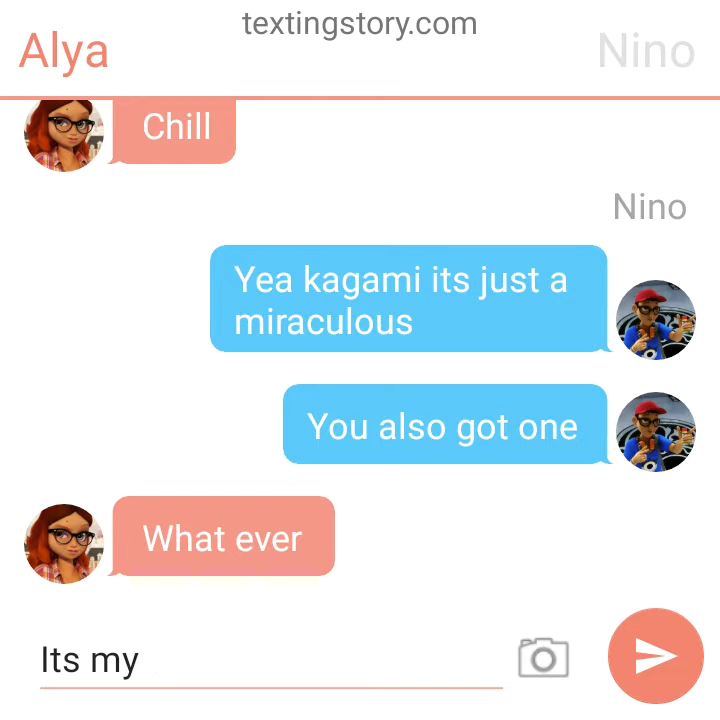 textingstory.com
Alya
Nino
Chill
Nino
Yea kagami its just a
miraculous
You also got one
What ever
Its my